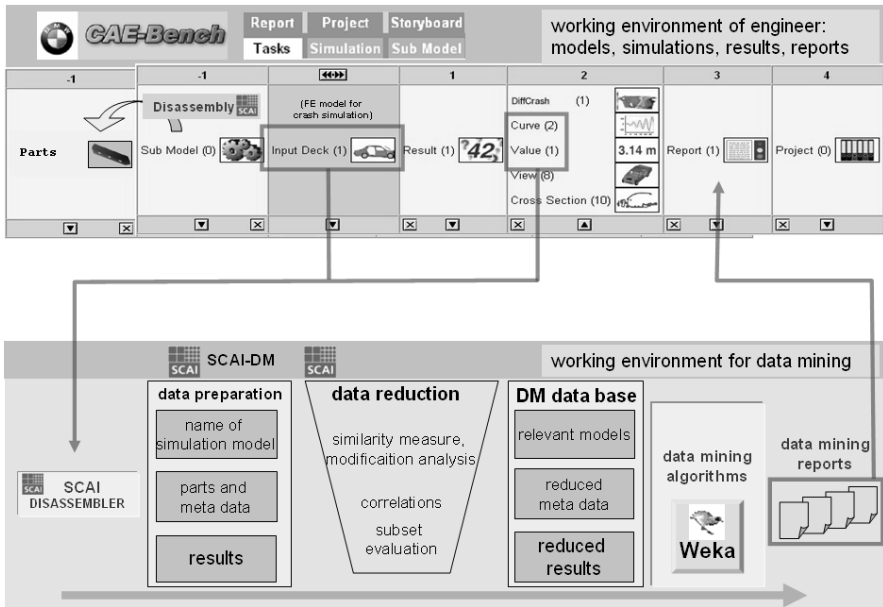 BMW
CAE-Bench
Report Project Storyboard
Tasks Simulation Sub Model
working environment of engineer:
models, simulations, results, reports
-1
-1
1
2
3
4
Disassembly
SCAI
Parts
Sub Model (0)
(FE model for
crash simulation)
Input Deck (1)
Result (1)
?42?
DiffCrash (1)
Curve (2)
Value (1)
3.14 m
View (8)
Cross Section (10)
Report (1)
Project (0)
SCAI
SCAI-DM
SCAI
working environment for data mining
SCAI
SCAI
DISASSEMBLER
data preparation
name of
simulation model
parts and
meta data
results
data reduction
similarity measure,
modificaition analysis
correlations
subset
evaluation
DM data base
relevant models
reduced
meta data
reduced
results
data mining
algorithms
Weka
data mining
reports